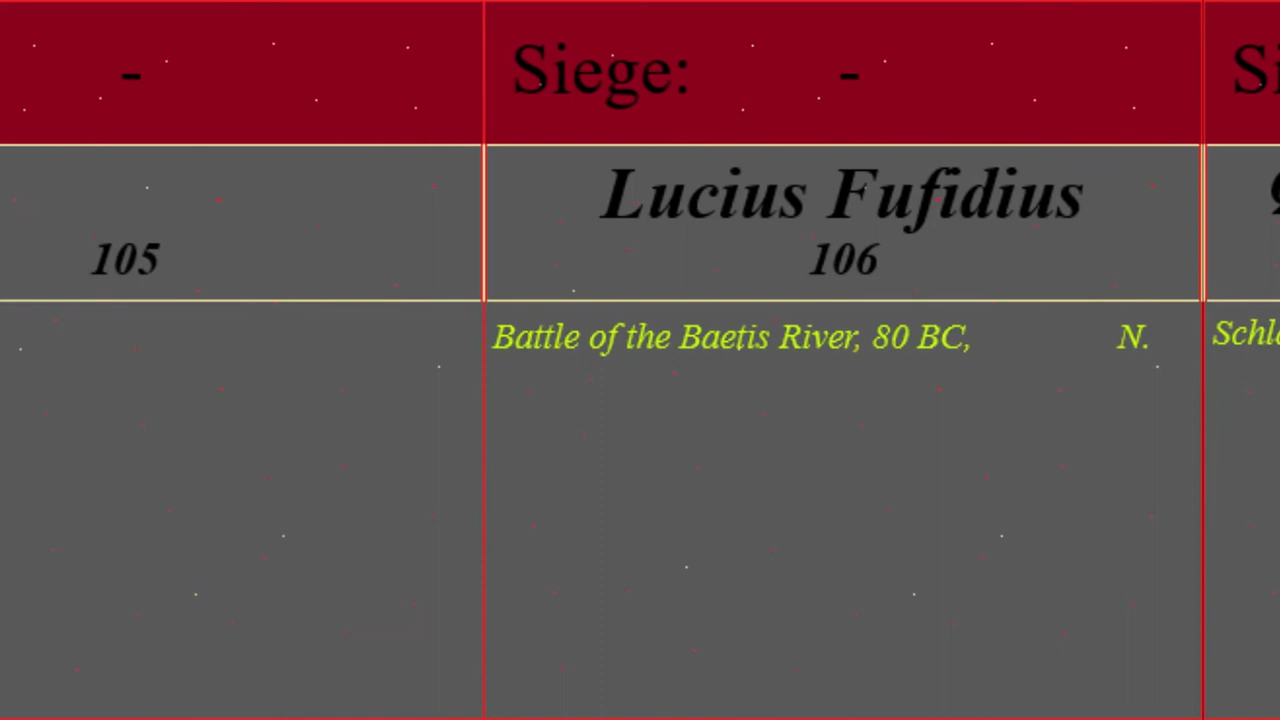 -
Siege: -
Lucius Fufidius
105
106
Battle of the Baetis River, 80 BC, N.